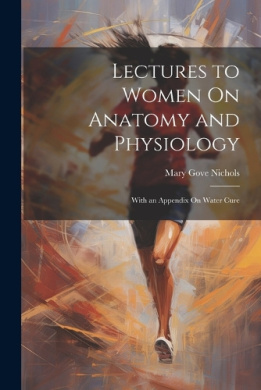 Lectures to
Women On
Anatomy and
Physiology
Mary Gove Nichols
With an Appendix On Water Cure